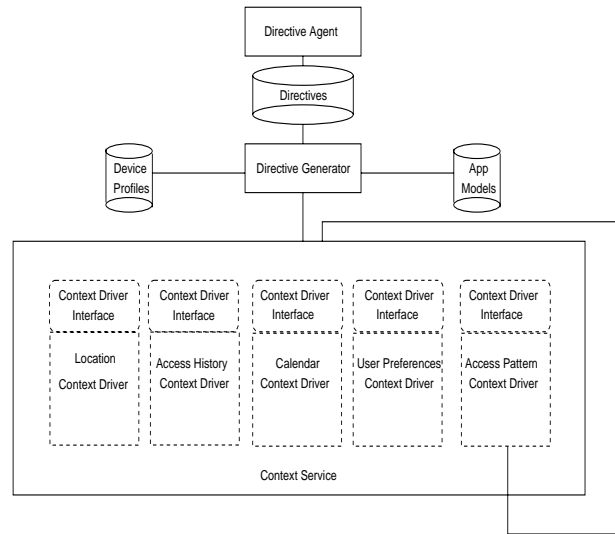 Directive Agent
Directives
Device
Profiles
Directive Generator
App
Models
Context Driver
Interface
Context Driver
Interface
Context Driver
Interface
Context Driver
Interface
Context Driver
Interface
Location
Context Driver
Access History
Context Driver
Calendar
Context Driver
User Preferences
Context Driver
Access Pattern
Context Driver
Context Service